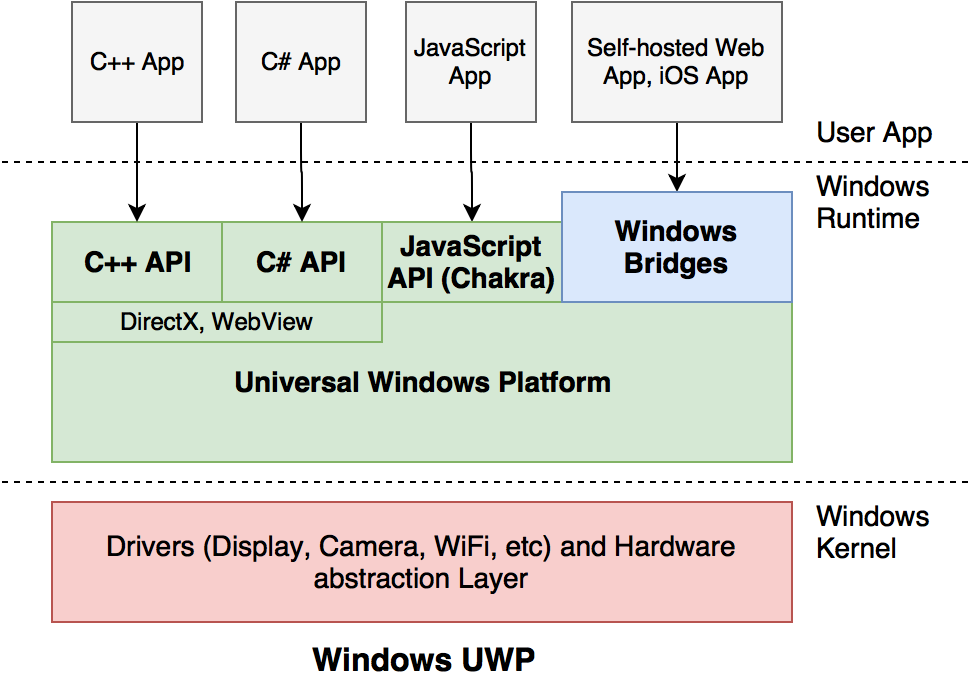 C++ App
C# App
JavaScript
App
Self-hosted Web
App, iOS App
User App
Windows
Runtime
C++ API
C# API
JavaScript
API (Chakra)
Windows
Bridges
DirectX, WebView
Universal Windows Platform
Windows
Kernel
Drivers (Display, Camera, WiFi, etc) and Hardware
abstraction Layer
Windows UWP